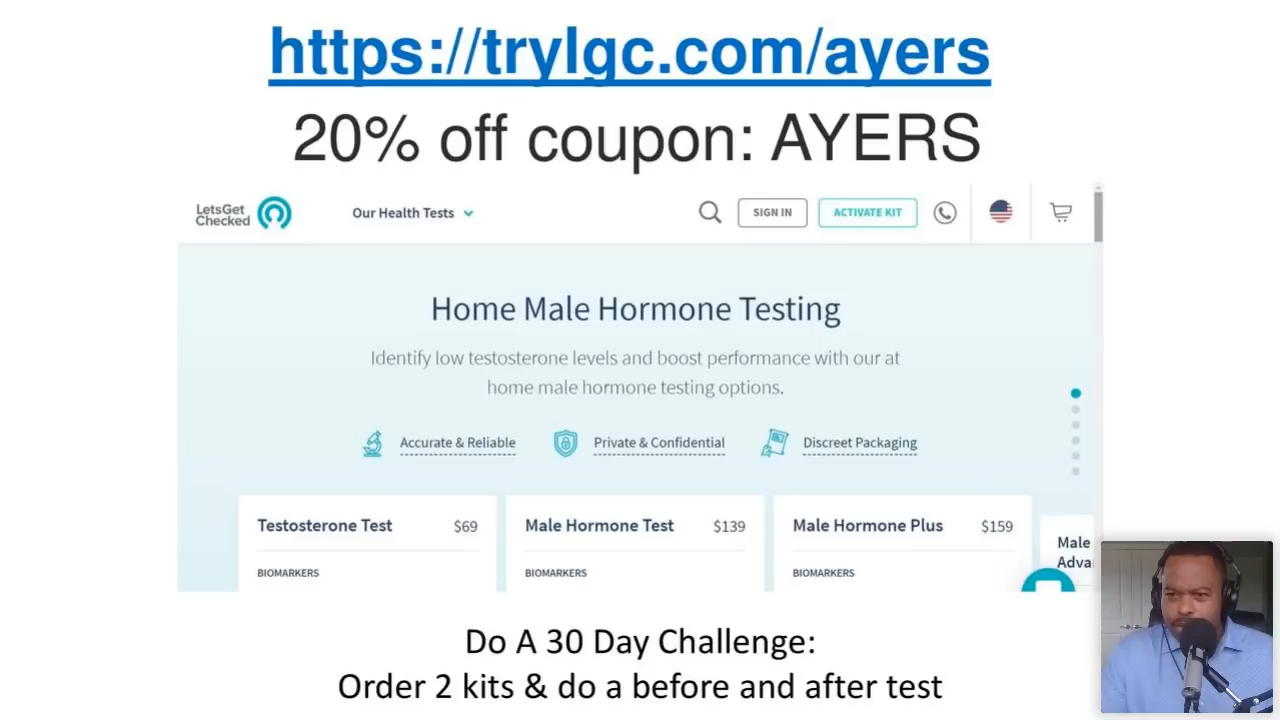 https://trylgc.com/ayers
20% off coupon: AYERS
LetsGet
Checked
Our Health Tests
SIGN IN
ACTIVATE KIT
Home Male Hormone Testing
Identify low testosterone levels and boost performance with our at
home male hormone testing options.
Accurate & Reliable
Private & Confidential
Discreet Packaging
Testosterone Test $69
Male Hormone Test $139
Male Hormone Plus $159
Male
Adva
BIOMARKERS
BIOMARKERS
BIOMARKERS
Do A 30 Day Challenge:
Order 2 kits & do a before and after test